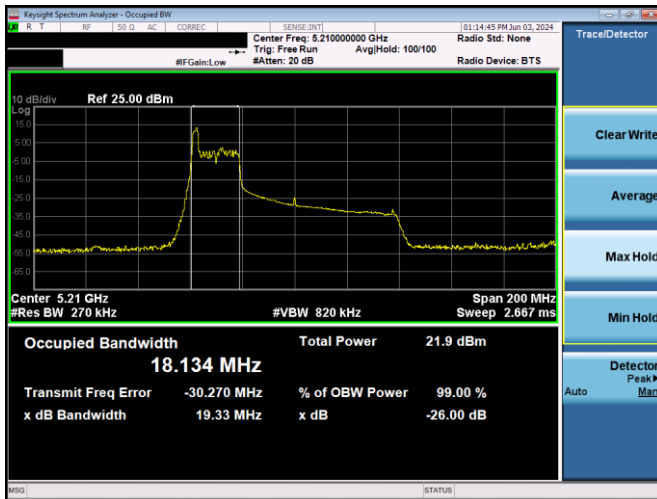 Keysight Spectrum Analyzer - Occupied BW
R T RF 50 Ω AC CORREC SENSE:INT 01:14:45 PM Jun 03, 2024
Center Freq: 5.210000000 GHz Radio Std: None
Trig: Free Run Avg|Hold: 100/100
#IFGain:Low #Atten: 20 dB Radio Device: BTS
Trace/Detector
10 dB/div Ref 25.00 dBm
Log
15.0
5.00
-5.00
-15.0
-25.0
-35.0
-45.0
-55.0
-65.0
Center 5.21 GHz Span 200 MHz
#Res BW 270 kHz #VBW 820 kHz Sweep 2.667 ms
Occupied Bandwidth Total Power 21.9 dBm
18.134 MHz
Transmit Freq Error -30.270 MHz % of OBW Power 99.00 %
x dB Bandwidth 19.33 MHz x dB -26.00 dB
Clear Write
Average
Max Hold
Min Hold
Detector
Peak
Auto Man
MSG STATUS